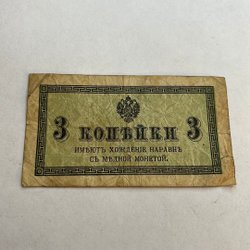 3 КОПѢЙКИ 3
ИМѢЮТЪ ХОЖДЕНІЕ НАРАВНѢ
СЪ МѢДНОЙ МОНЕТОЙ.